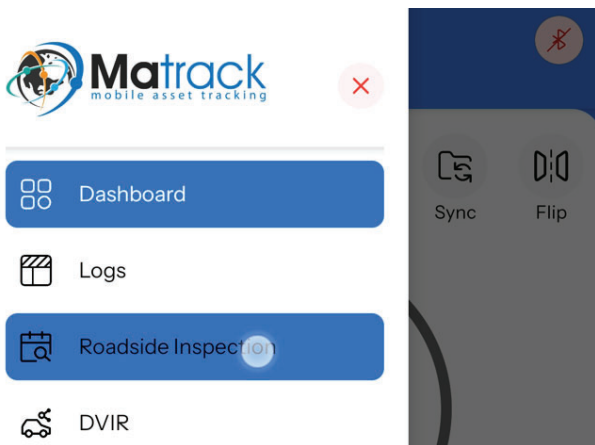 Matrack
mobile asset tracking
Dashboard
Sync
Flip
Logs
Roadside Inspection
DVIR